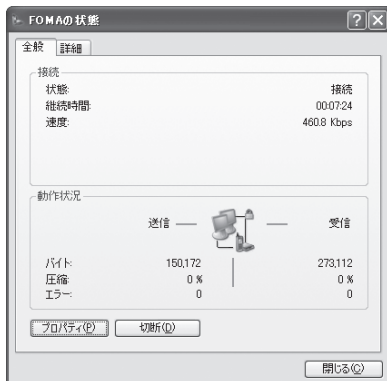 FOMAの状態
全般 詳細
接続
状態: 接続
継続時間: 00:07:24
速度: 460.8 Kbps
動作状況
送信 — — 受信
バイト: 150,172 273,112
圧縮: 0 % 0 %
エラー: 0 0
プロパティ(P) 切断(D)
閉じる(C)